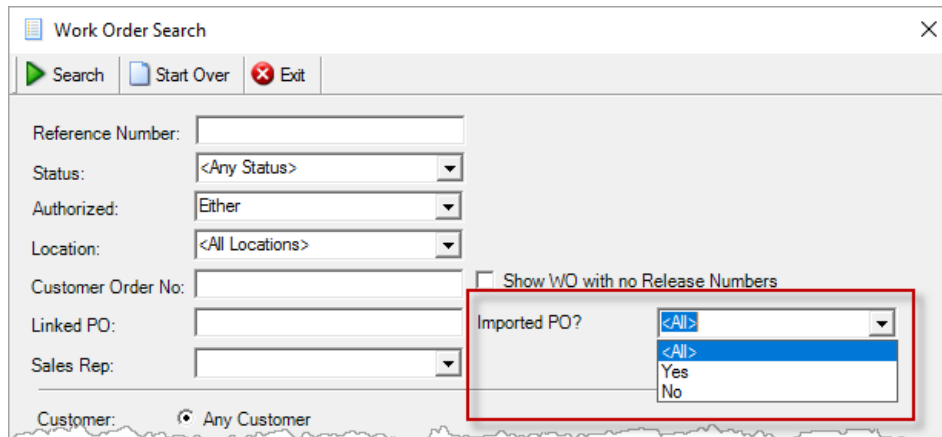 Work Order Search
Search Start Over Exit
Reference Number:
Status: <Any Status>
Authorized: Either
Location: <All Locations>
Customer Order No: Show WO with no Release Numbers
Linked PO: Imported PO? <All>
<All>
Yes
No
Sales Rep:
Customer: Any Customer